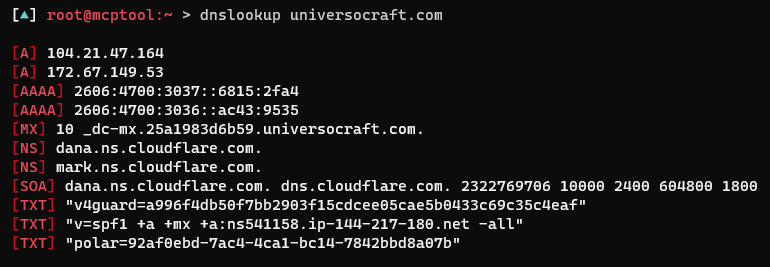 [▲] root@mcptool:~ > dnslookup universocraft.com
[A] 104.21.47.164
[A] 172.67.149.53
[AAAA] 2606:4700:3037::6815:2fa4
[AAAA] 2606:4700:3036::ac43:9535
[MX] 10 _dc-mx.25a1983d6b59.universocraft.com.
[NS] dana.ns.cloudflare.com.
[NS] mark.ns.cloudflare.com.
[SOA] dana.ns.cloudflare.com. dns.cloudflare.com. 2322769706 10000 2400 604800 1800
[TXT] "v4guard=a996f4db50f7bb2903f15cdcee05cae5b0433c69c35c4eaf"
[TXT] "v=spf1 +a +mx +a:ns541158.ip-144-217-180.net -all"
[TXT] "polar=92af0ebd-7ac4-4ca1-bc14-7842bbd8a07b"